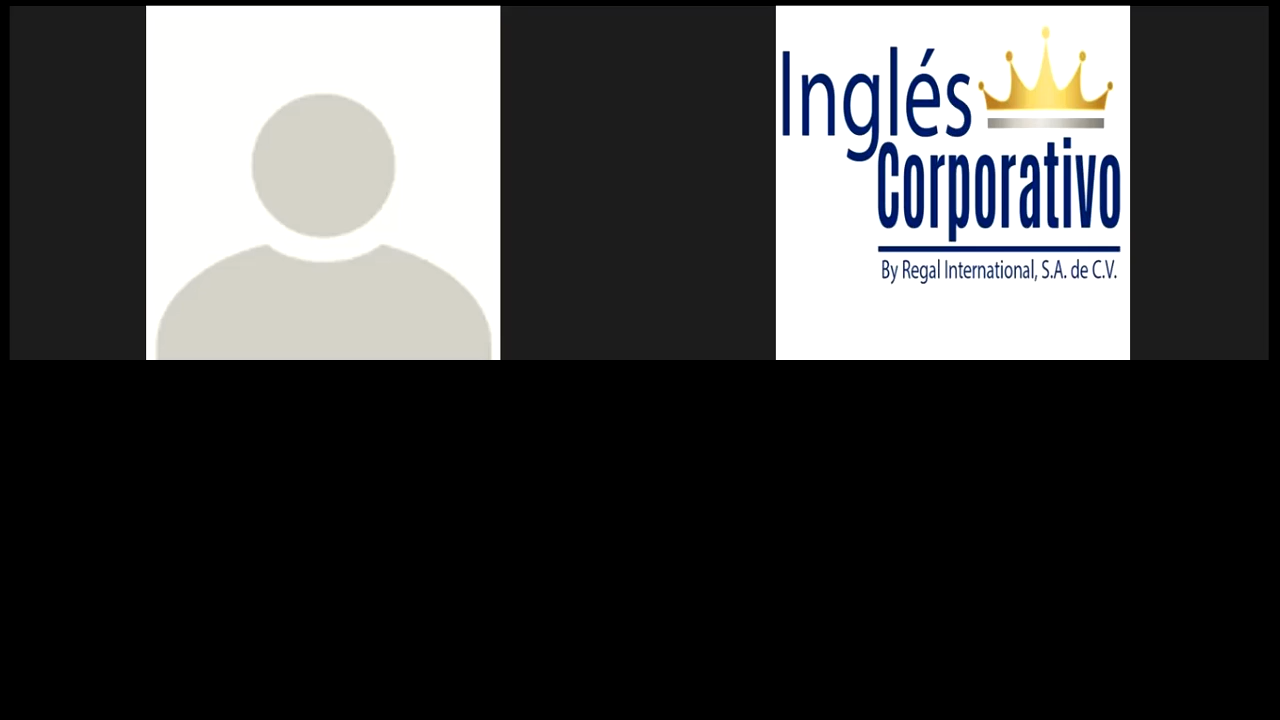 Inglés
Corporativo
By Regal International, S.A. de C.V.